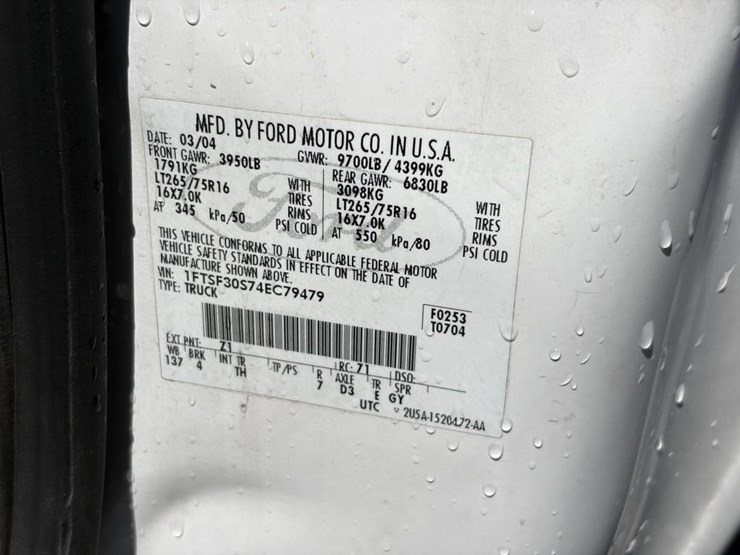 MFD. BY FORD MOTOR CO. IN U.S.A.
DATE: 03/04 GVWR: 9700LB/ 4399KG
FRONT GAWR: 3950LB REAR GAWR: 6830LB
1791KG WITH 3098KG WITH
LT265/75R16 TIRES LT265/75R16 TIRES
16X7.0K RIMS 16X7.0K RIMS
AT 345 kPa/50 PSI COLD AT 550 kPa/80 PSI COLD
Ford
THIS VEHICLE CONFORMS TO ALL APPLICABLE FEDERAL MOTOR
VEHICLE SAFETY STANDARDS IN EFFECT ON THE DATE OF
MANUFACTURE SHOWN ABOVE.
VIN: 1FTSF30S74EC79479
TYPE: TRUCK
F0253
T0704
EXT PNT: Z1 RC: 71 DSO:
WB BRK INT TR TP/PS R AXLE TR SPR
137 4 TH 7 D3 E GY
UTC ▽ 2U5A-1520472-AA